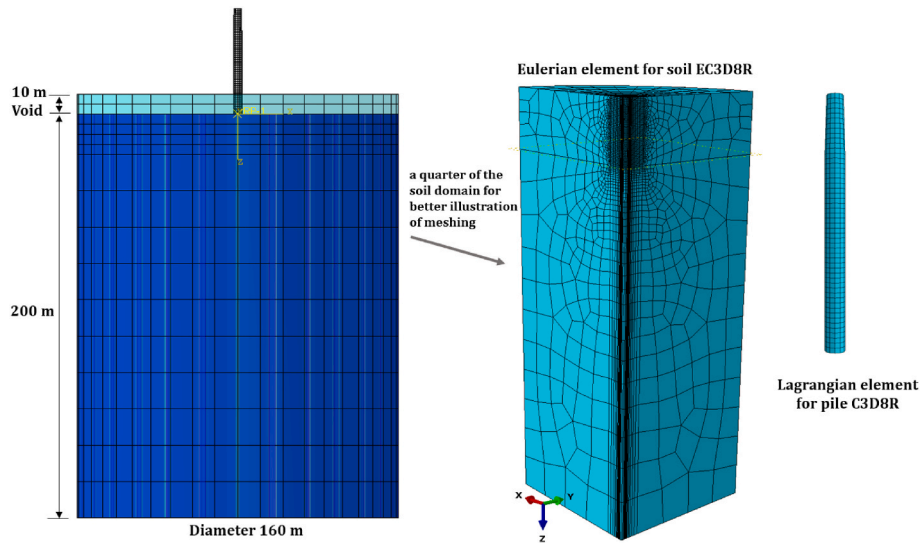 10 m
Void
200 m
Diameter 160 m
z
a quarter of the
soil domain for
better illustration
of meshing
Eulerian element for soil EC3D8R
X
Y
Z
Lagrangian element
for pile C3D8R